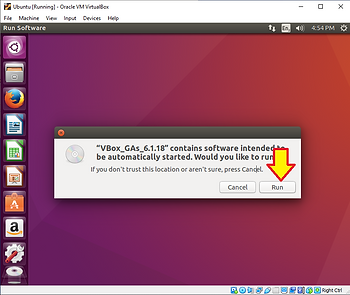 Ubuntu [Running] - Oracle VM VirtualBox
File Machine View Input Devices Help
Run Software
En
4:54 PM
"VBox_GAs_6.1.18" contains software intended to
be automatically started. Would you like to run
If you don't trust this location or aren't sure, press Cancel.
Cancel Run
Right Ctrl